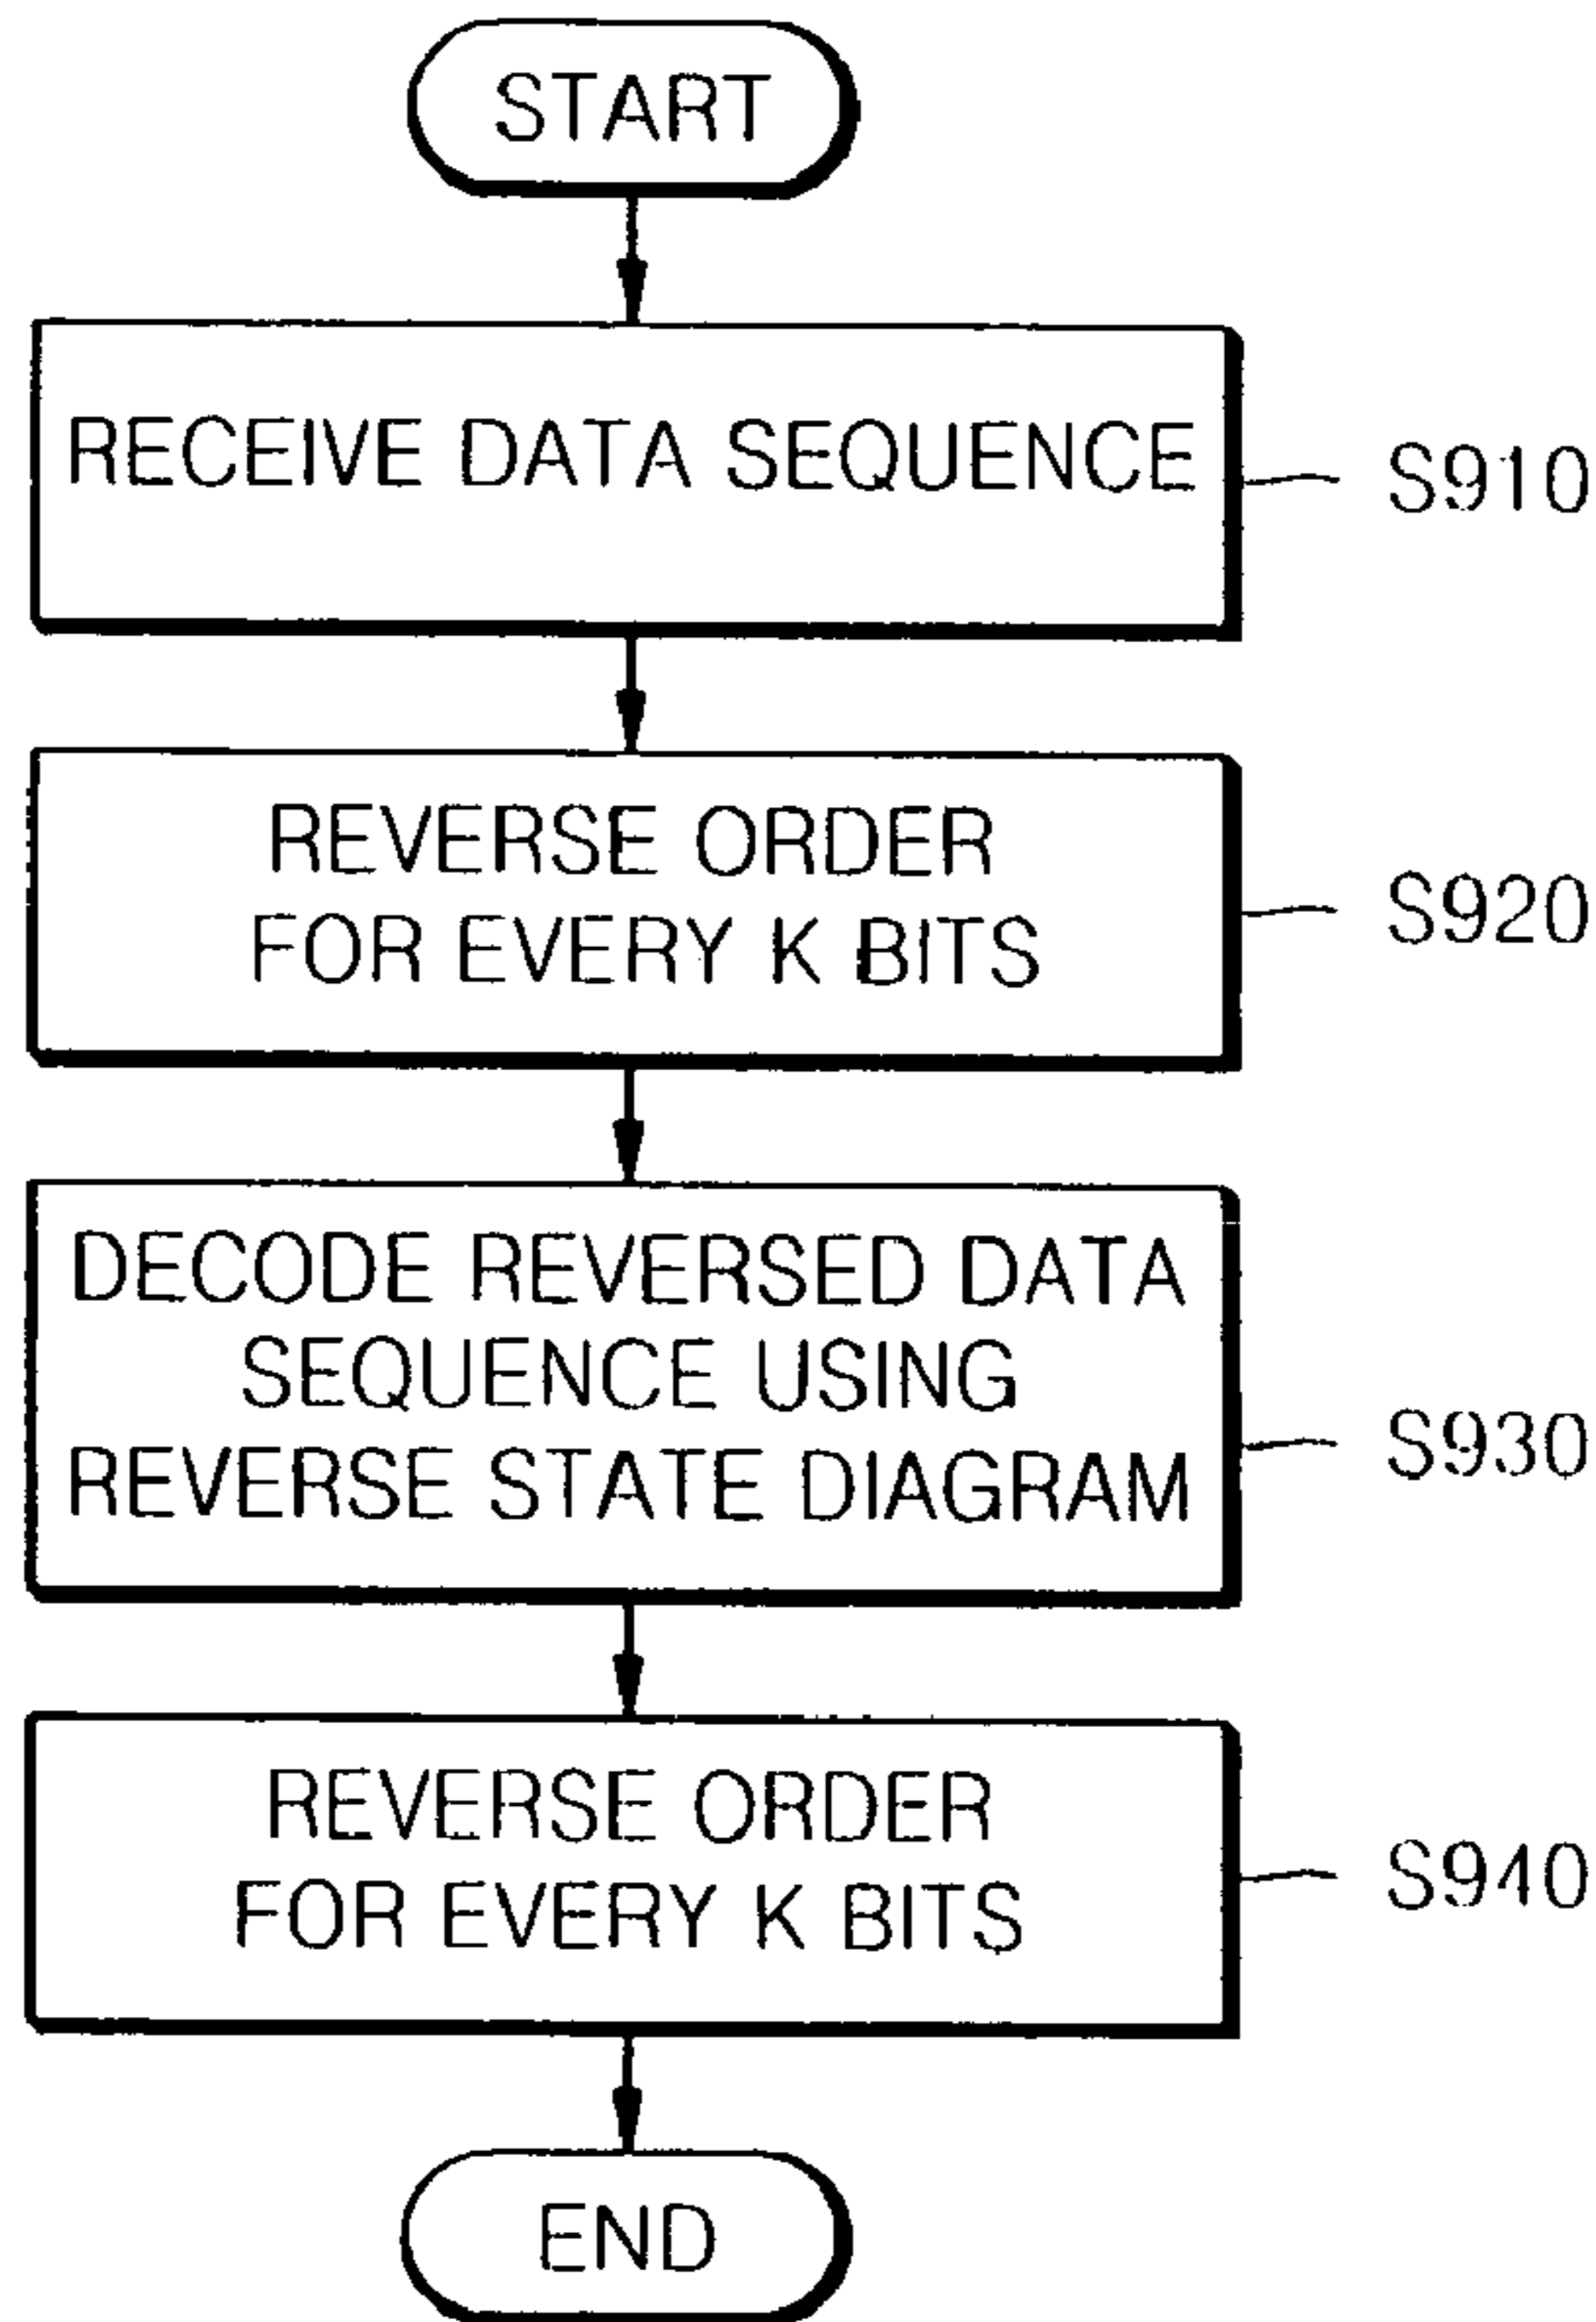 START
RECEIVE DATA SEQUENCE
S910
REVERSE ORDER
FOR EVERY K BITS
S920
DECODE REVERSED DATA
SEQUENCE USING
REVERSE STATE DIAGRAM
S930
REVERSE ORDER
FOR EVERY K BITS
S940
END